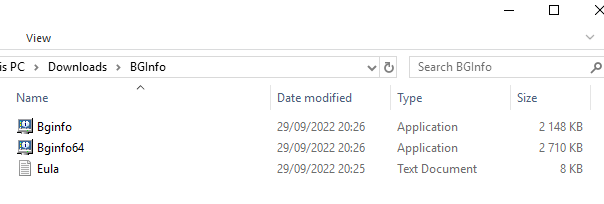 View
is PC > Downloads > BGInfo Search BGInfo
Name Date modified Type Size
Bginfo 29/09/2022 20:26 Application 2 148 KB
Bginfo64 29/09/2022 20:26 Application 2 710 KB
Eula 29/09/2022 20:25 Text Document 8 KB